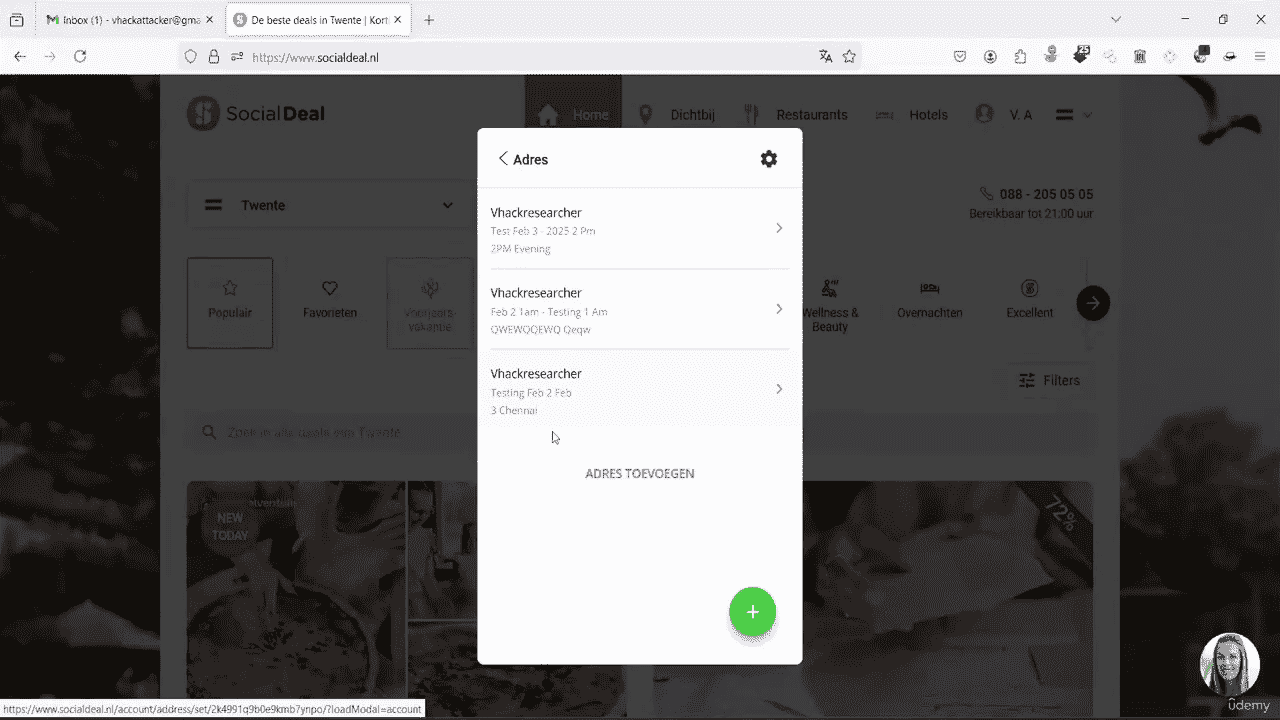 Inbox (1) - vhackattacker@gma
De beste deals in Twente | Kort
https://www.socialdeal.nl
25
SocialDeal
Home
Dichtbij
Restaurants
Hotels
V. A
Adres
Twente
088 - 205 05 05
Bereikbaar tot 21:00 uur
Vhackresearcher
Test Feb 3 - 2025 2 Pm
2PM Evening
Vhackresearcher
Feb 2 1am - Testing 1 Am
QWEWQQEWQ Qeqw
Vhackresearcher
Testing Feb 2 Feb
3 Chennai
ADRES TOEVOEGEN
Populair
Favorieten
Voorjaars-
vakantie
Wellness &
Beauty
Overnachten
Excellent
Filters
Twente
NEW
TODAY
72%
https://www.socialdeal.nl/account/address/set/2k4991q9b0e9kmb7ynpo/?loadModal=account
ûdemy